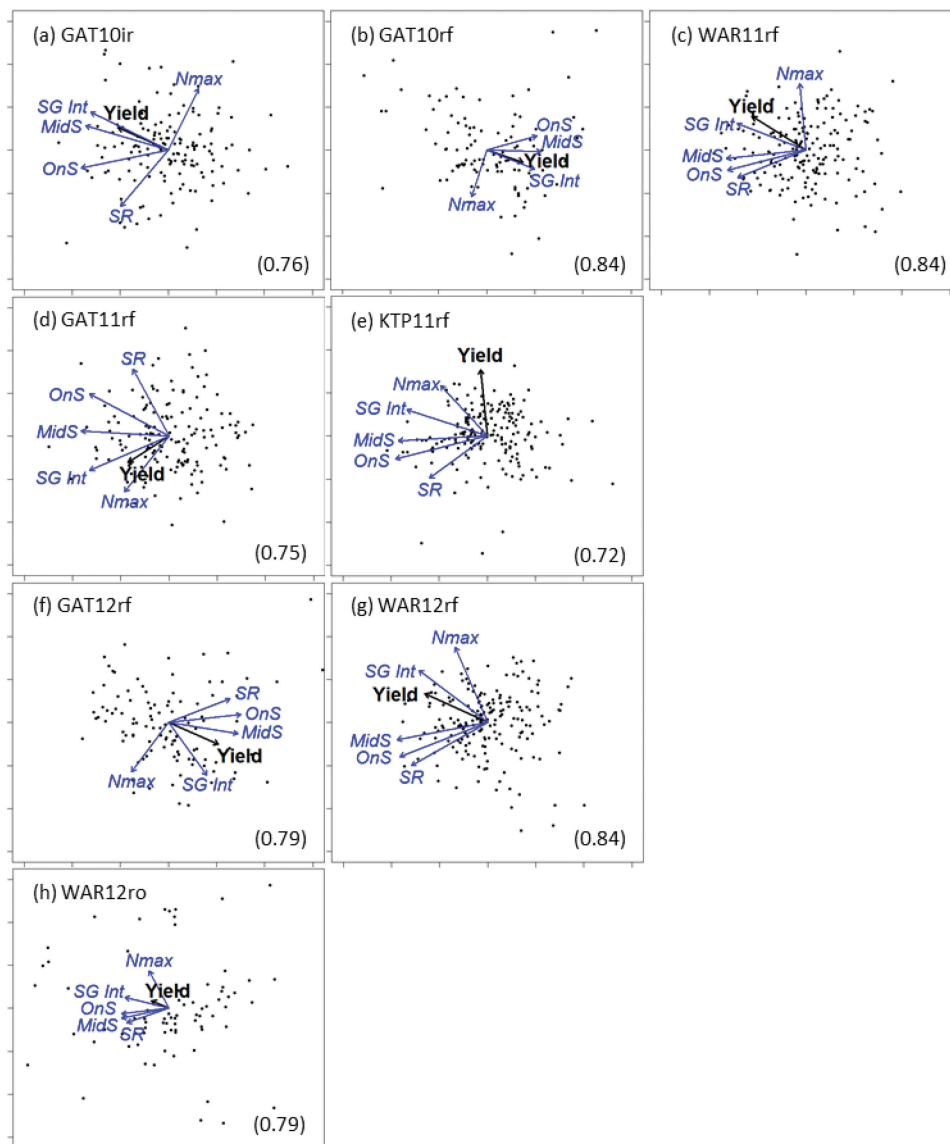 (a) GAT10ir
Nmax
SG Int
Yield
MidS
OnS
SR
(0.76)
(b) GAT10rf
OnS
MidS
Yield
SG Int
Nmax
(0.84)
(c) WAR11rf
Nmax
Yield
SG Int
MidS
OnS
SR
(0.84)
(d) GAT11rf
SR
OnS
MidS
SG Int
Yield
Nmax
(0.75)
(e) KTP11rf
Yield
Nmax
SG Int
MidS
OnS
SR
(0.72)
(f) GAT12rf
SR
OnS
MidS
Yield
Nmax
SG Int
(0.79)
(g) WAR12rf
Nmax
SG Int
Yield
MidS
OnS
SR
(0.84)
(h) WAR12ro
Nmax
SG Int
Yield
OnS
MidS
SR
(0.79)